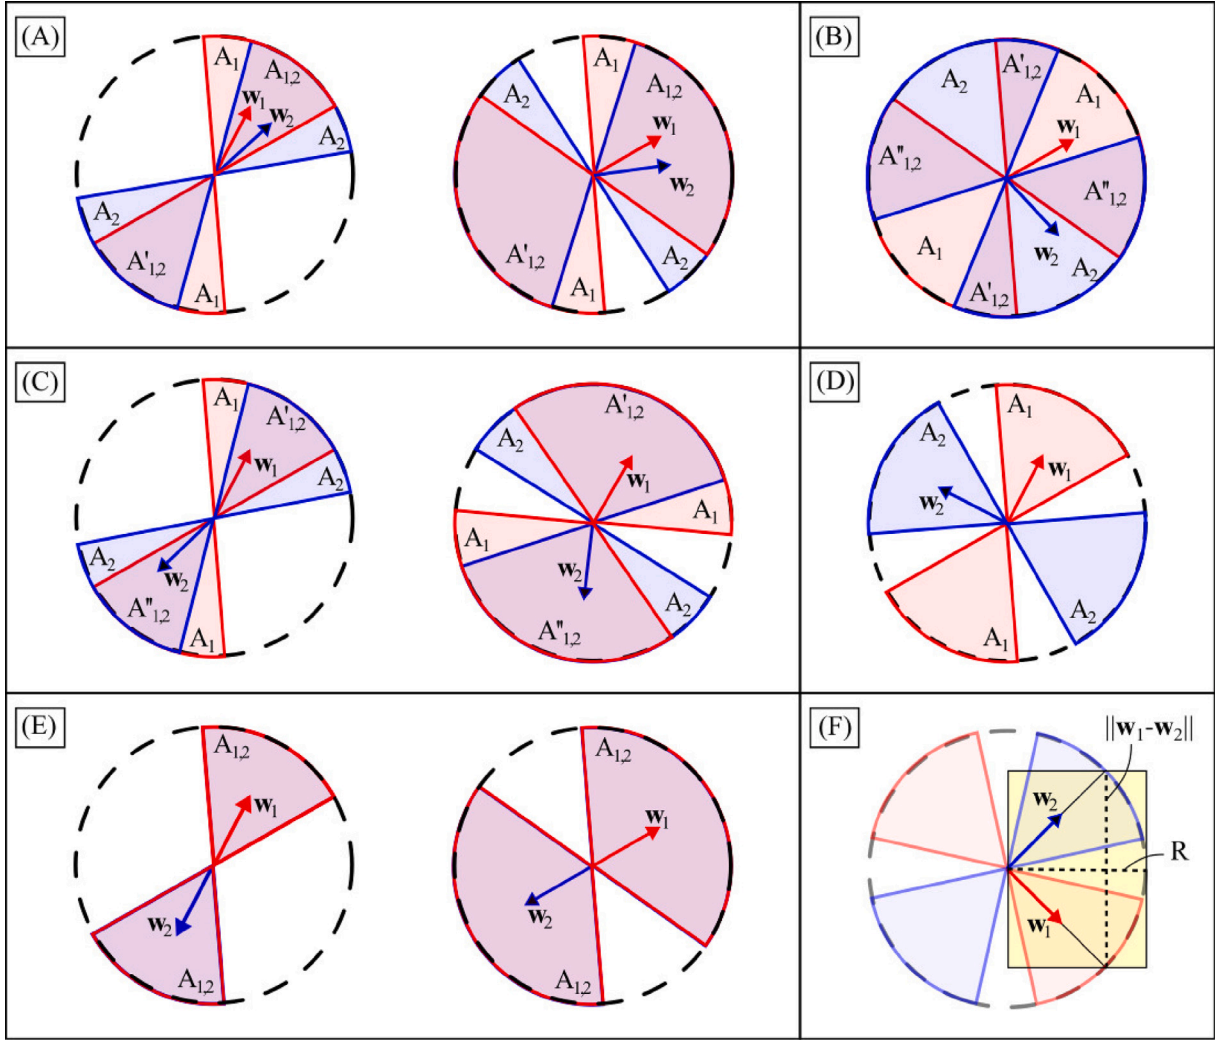 (A)
A₁
A₁,₂
w₁
w₂
A₂
A₂
A'₁,₂
A₁
A₁
A₁,₂
A₂
w₁
w₂
A'₁,₂
A₂
A₁
(B)
A₂
A'₁,₂
A₁
w₁
A''₁,₂
A''₁,₂
w₂
A₁
A₂
A'₁,₂
(C)
A₁
A'₁,₂
w₁
A₂
A₂
w₂
A''₁,₂
A₁
A'₁,₂
A₂
w₁
A₁
A₁
w₂
A₂
A''₁,₂
(D)
A₁
A₂
w₁
w₂
A₂
A₁
(E)
A₁,₂
w₁
w₂
A₁,₂
A₁,₂
w₁
w₂
A₁,₂
(F)
||w₁-w₂||
w₂
R
w₁